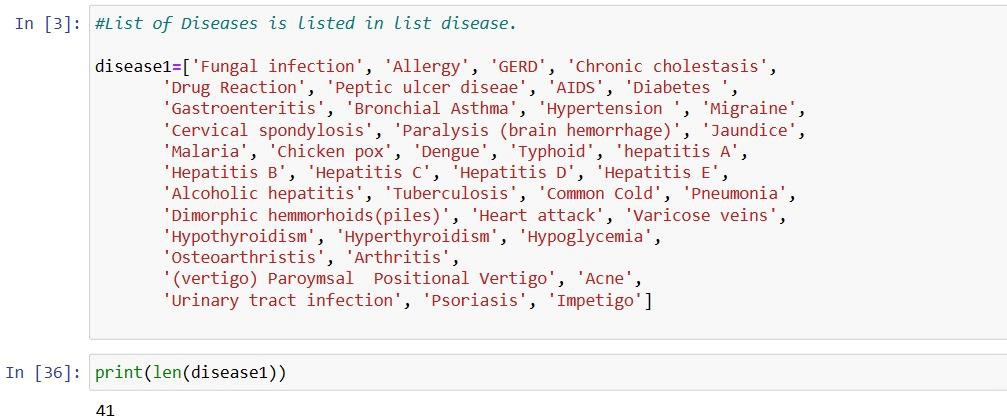 In [3]: #List of Diseases is listed in list disease.
disease1=['Fungal infection', 'Allergy', 'GERD', 'Chronic cholestasis',
'Drug Reaction', 'Peptic ulcer diseae', 'AIDS', 'Diabetes ',
'Gastroenteritis', 'Bronchial Asthma', 'Hypertension ', 'Migraine',
'Cervical spondylosis', 'Paralysis (brain hemorrhage)', 'Jaundice',
'Malaria', 'Chicken pox', 'Dengue', 'Typhoid', 'hepatitis A',
'Hepatitis B', 'Hepatitis C', 'Hepatitis D', 'Hepatitis E',
'Alcoholic hepatitis', 'Tuberculosis', 'Common Cold', 'Pneumonia',
'Dimorphic hemmorhoids(piles)', 'Heart attack', 'Varicose veins',
'Hypothyroidism', 'Hyperthyroidism', 'Hypoglycemia',
'Osteoarthristis', 'Arthritis',
'(vertigo) Paroymsal  Positional Vertigo', 'Acne',
'Urinary tract infection', 'Psoriasis', 'Impetigo']
In [36]: print(len(disease1))
41